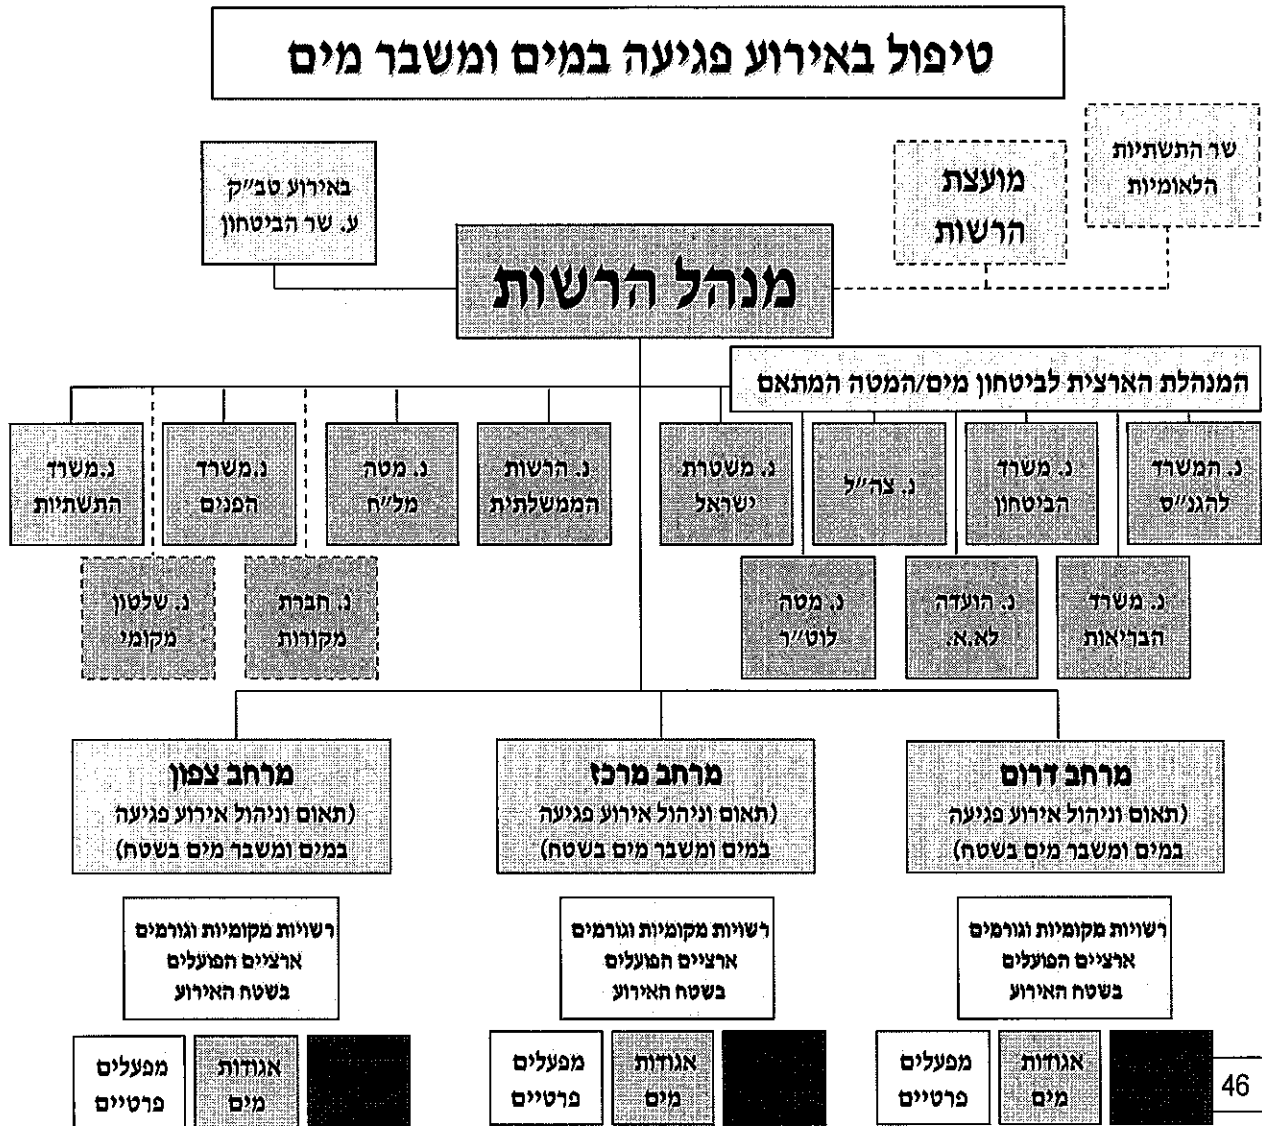 טיפול באירוע פגיעה במים ומשבר מים
שר התשתיות
הלאומיות
מועצת
הרשות
באירוע טב"ק
ע. שר הביטחון
מנהל הרשות
המנהלת הארצית לביטחון מים/המטה המתאם
נ. המשרד
להגנ"ס
נ. משרד
הביטחון
נ. צה"ל
נ. משטרת
ישראל
נ. הרשות
הממשלתית
נ. מטה
מל"ח
נ.משרד
הפנים
נ.משרד
התשתיות
נ. משרד
הבריאות
נ. הועדה
לא.א.
נ. מטה
לוט"ר
נ. חברת
מקורות
נ. שלטון
מקומי
מרחב דרום
(תאום וניהול אירוע פגיעה
במים ומשבר מים בשטח)
מרחב מרכז
(תאום וניהול אירוע פגיעה
במים ומשבר מים בשטח)
מרחב צפון
(תאום וניהול אירוע פגיעה
במים ומשבר מים בשטח)
רשויות מקומיות וגורמים
ארציים הפועלים
בשטח האירוע
רשויות מקומיות וגורמים
ארציים הפועלים
בשטח האירוע
רשויות מקומיות וגורמים
ארציים הפועלים
בשטח האירוע
אגודות
מים
מפעלים
פרטיים
אגודות
מים
מפעלים
פרטיים
אגודות
מים
מפעלים
פרטיים
46